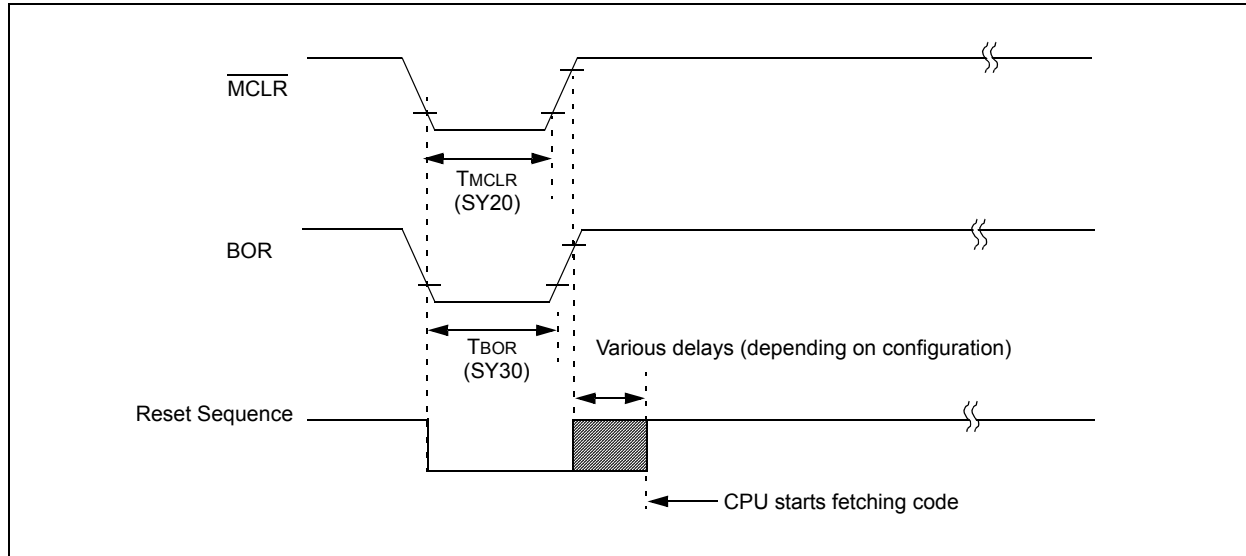 MCLR
TMCLR
(SY20)
BOR
TBOR
(SY30)
Various delays (depending on configuration)
Reset Sequence
CPU starts fetching code